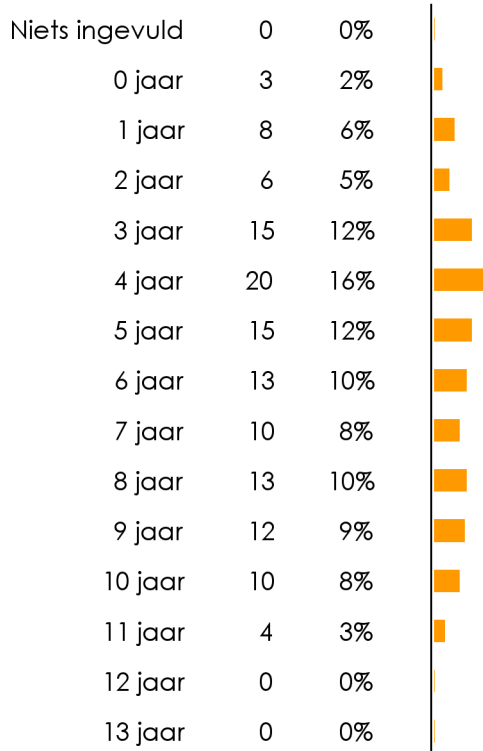 Niets ingevuld 0 0%
0 jaar 3 2%
1 jaar 8 6%
2 jaar 6 5%
3 jaar 15 12%
4 jaar 20 16%
5 jaar 15 12%
6 jaar 13 10%
7 jaar 10 8%
8 jaar 13 10%
9 jaar 12 9%
10 jaar 10 8%
11 jaar 4 3%
12 jaar 0 0%
13 jaar 0 0%